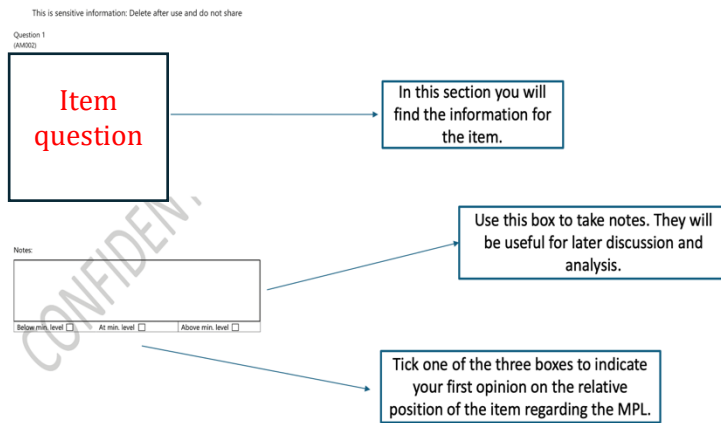 This is sensitive information: Delete after use and do not share
Question 1
(AM002)
Item
question
In this section you will
find the information for
the item.
CONFIDENT
Use this box to take notes. They will
be useful for later discussion and
analysis.
Notes:
Below min. level
At min. level
Above min. level
Tick one of the three boxes to indicate
your first opinion on the relative
position of the item regarding the MPL.